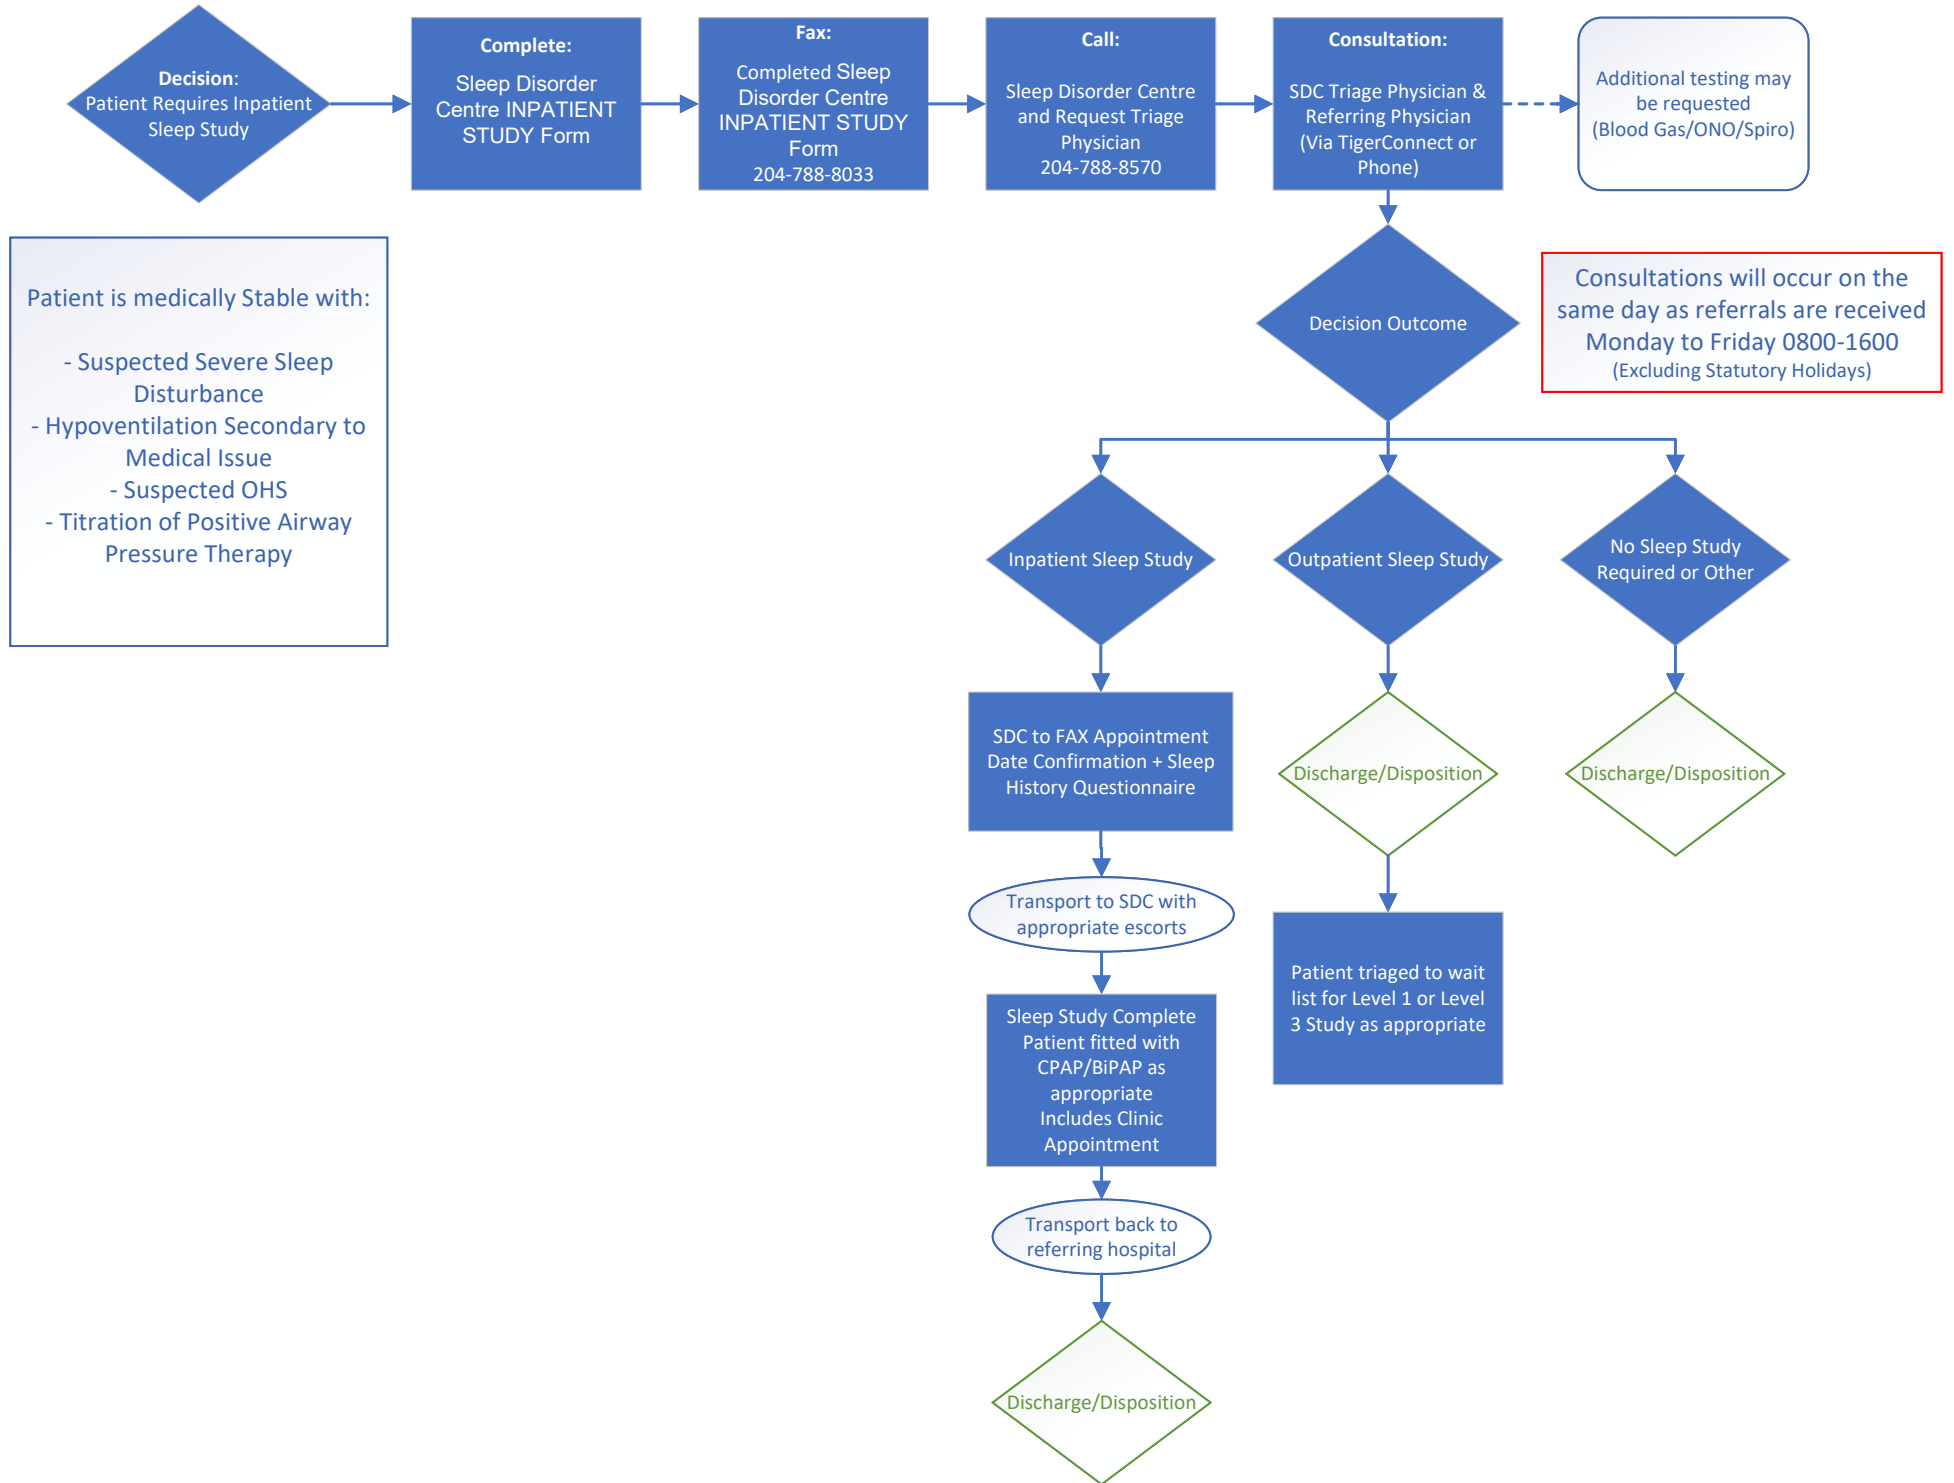 Decision:
Patient Requires Inpatient
Sleep Study
Complete:
Sleep Disorder
Centre INPATIENT
STUDY Form
Fax:
Completed Sleep
Disorder Centre
INPATIENT STUDY
Form
204-788-8033
Call:
Sleep Disorder Centre
and Request Triage
Physician
204-788-8570
Consultation:
SDC Triage Physician &
Referring Physician
(Via TigerConnect or
Phone)
Additional testing may
be requested
(Blood Gas/ONO/Spiro)
Patient is medically Stable with:
- Suspected Severe Sleep
Disturbance
- Hypoventilation Secondary to
Medical Issue
- Suspected OHS
- Titration of Positive Airway
Pressure Therapy
Decision Outcome
Consultations will occur on the
same day as referrals are received
Monday to Friday 0800-1600
(Excluding Statutory Holidays)
Inpatient Sleep Study
Outpatient Sleep Study
No Sleep Study
Required or Other
SDC to FAX Appointment
Date Confirmation + Sleep
History Questionnaire
Discharge/Disposition
Discharge/Disposition
Transport to SDC with
appropriate escorts
Patient triaged to wait
list for Level 1 or Level
3 Study as appropriate
Sleep Study Complete
Patient fitted with
CPAP/BiPAP as
appropriate
Includes Clinic
Appointment
Transport back to
referring hospital
Discharge/Disposition